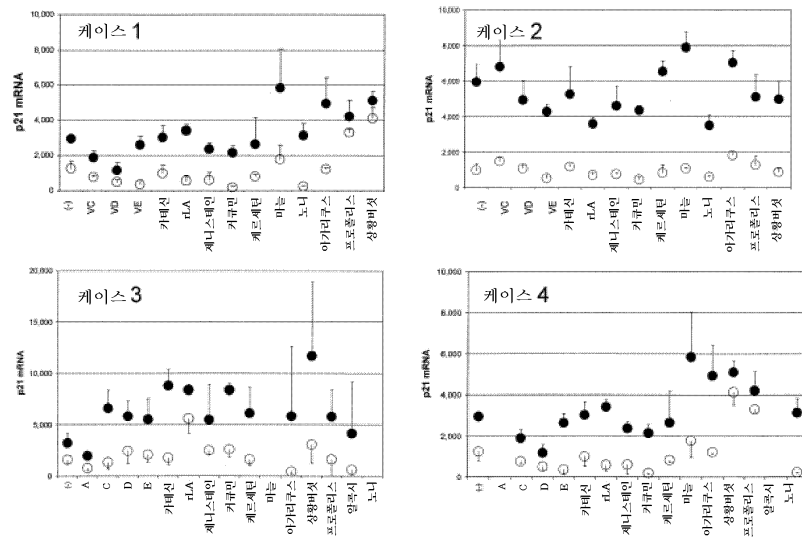 케이스 1
p21 mRNA
10,000
8,000
6,000
4,000
2,000
0
(-)
VC
VD
VE
카테신
rLA
제니스테인
커큐민
케르세틴
마늘
노니
아가리쿠스
프로폴리스
상황버섯
케이스 2
10,000
8,000
6,000
4,000
2,000
0
(-)
VC
VD
VE
카테신
rLA
제니스테인
커큐민
케르세틴
마늘
노니
아가리쿠스
프로폴리스
상황버섯
케이스 3
p21 mRNA
20,000
15,000
10,000
5,000
0
(-)
A
C
D
E
카테신
rLA
제니스테인
커큐민
케르세틴
마늘
아가리쿠스
상황버섯
프로폴리스
알콕시
노니
케이스 4
p21 mRNA
10,000
8,000
6,000
4,000
2,000
0
(-)
A
C
D
E
카테신
rLA
제니스테인
커큐민
케르세틴
마늘
아가리쿠스
상황버섯
프로폴리스
알콕시
노니